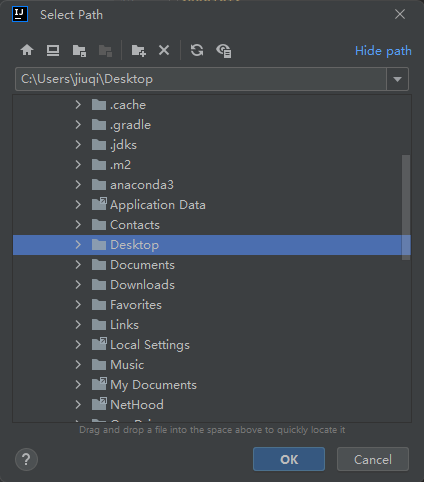 IJ Select Path
Hide path
C:\Users\jiuqi\Desktop
.cache
.gradle
.jdks
.m2
anaconda3
Application Data
Contacts
Desktop
Documents
Downloads
Favorites
Links
Local Settings
Music
My Documents
NetHood
Drag and drop a file into the space above to quickly locate it
? OK Cancel